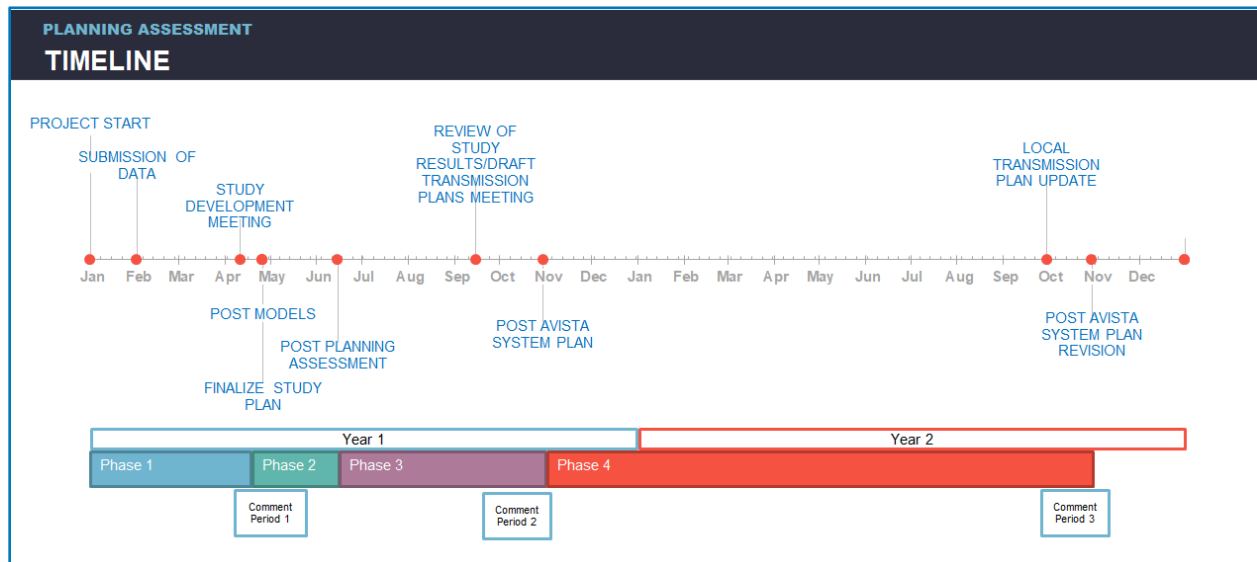 PLANNING ASSESSMENT
TIMELINE
PROJECT START
SUBMISSION OF
DATA
STUDY
DEVELOPMENT
MEETING
REVIEW OF
STUDY
RESULTS/DRAFT
TRANSMISSION
PLANS MEETING
LOCAL
TRANSMISSION
PLAN UPDATE
Jan Feb Mar Apr May Jun Jul Aug Sep Oct Nov Dec Jan Feb Mar Apr May Jun Jul Aug Sep Oct Nov Dec
POST MODELS
FINALIZE STUDY
PLAN
POST PLANNING
ASSESSMENT
POST AVISTA
SYSTEM PLAN
POST AVISTA
SYSTEM PLAN
REVISION
Year 1 Year 2
Phase 1 Phase 2 Phase 3 Phase 4
Comment
Period 1
Comment
Period 2
Comment
Period 3